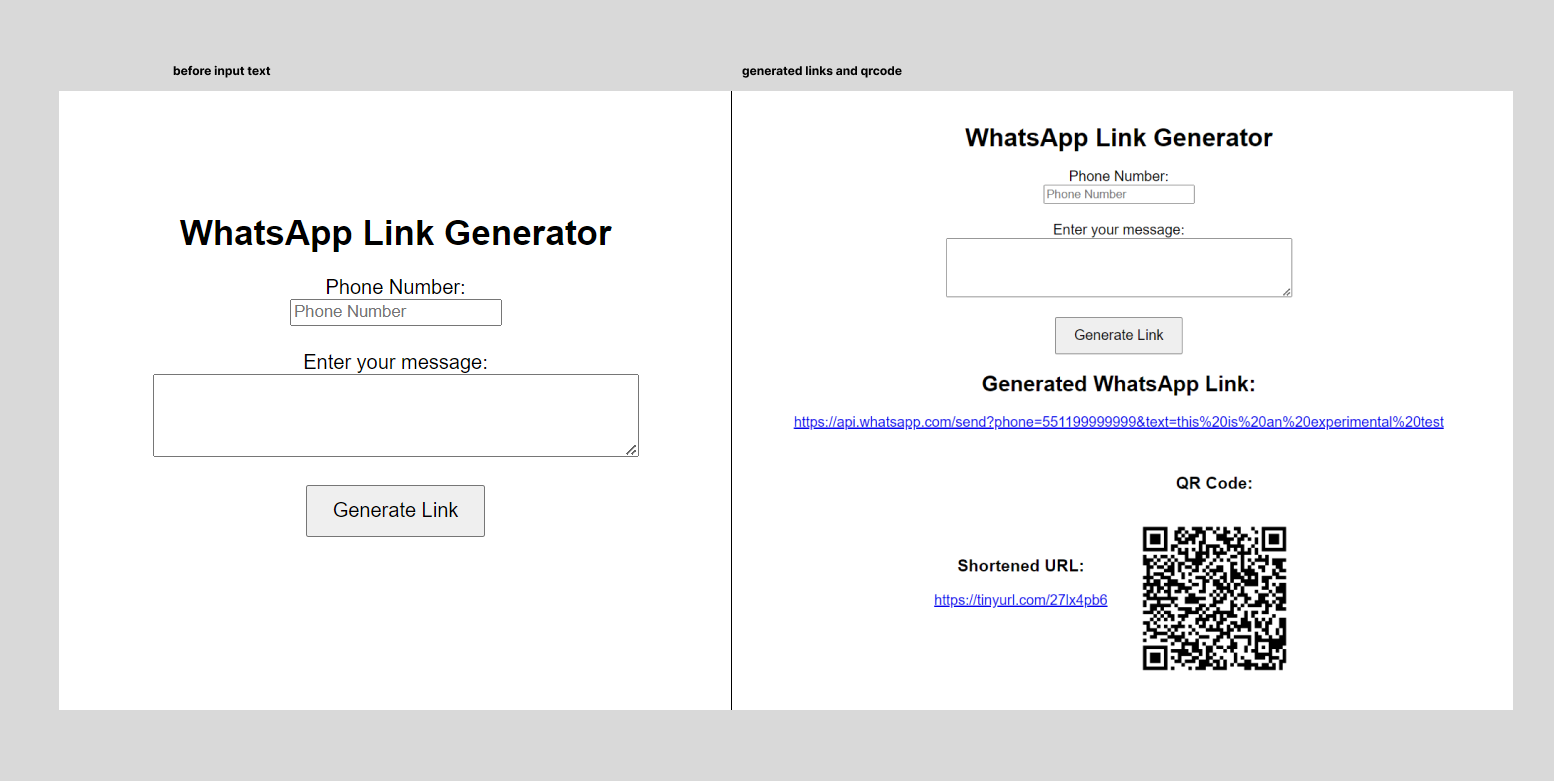 before input text
WhatsApp Link Generator
Phone Number:
Phone Number
Enter your message:
Generate Link
generated links and qrcode
WhatsApp Link Generator
Phone Number:
Phone Number
Enter your message:
Generate Link
Generated WhatsApp Link:
https://api.whatsapp.com/send?phone=551199999999&text=this%20is%20an%20experimental%20test
QR Code:
Shortened URL:
https://tinyurl.com/27lx4pb6